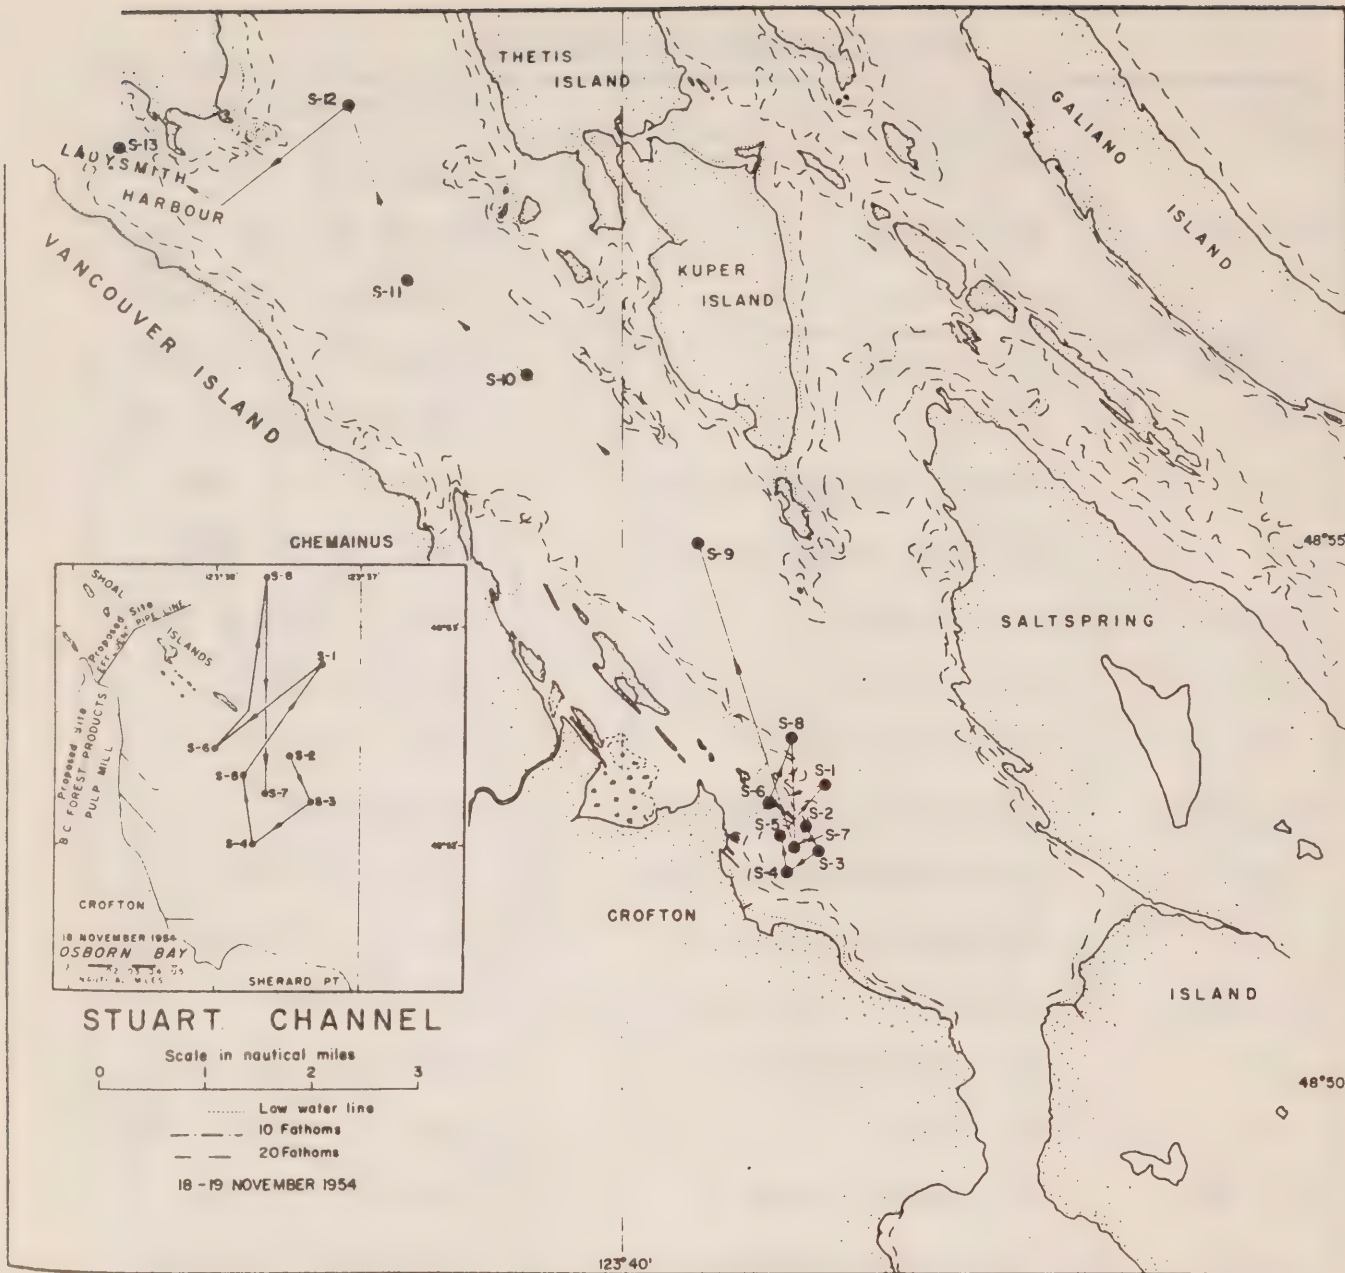 THETIS
ISLAND
GALIANO
ISLAND
S-12
S-13
LADYSMITH
HARBOUR
VANCOUVER ISLAND
S-11
KUPER
ISLAND
S-10
CHEMAINUS
S-9
48°55
SALTSPRING
S-8
S-1
S-6
S-2
S-5
S-7
S-3
S-4
CROFTON
ISLAND
48°50
123°40'
SHOAL
ISLANDS
Proposed Site
PIPE LINE
Proposed Site
B.C FOREST PRODUCTS
PULP MILL
123°37'
S-8
S-1
S-6
S-2
S-7
S-3
S-4
CROFTON
18 NOVEMBER 1954
OSBORN BAY
SHERARD PT
STUART CHANNEL
Scale in nautical miles
0 1 2 3
Low water line
10 Fathoms
20 Fathoms
18-19 NOVEMBER 1954